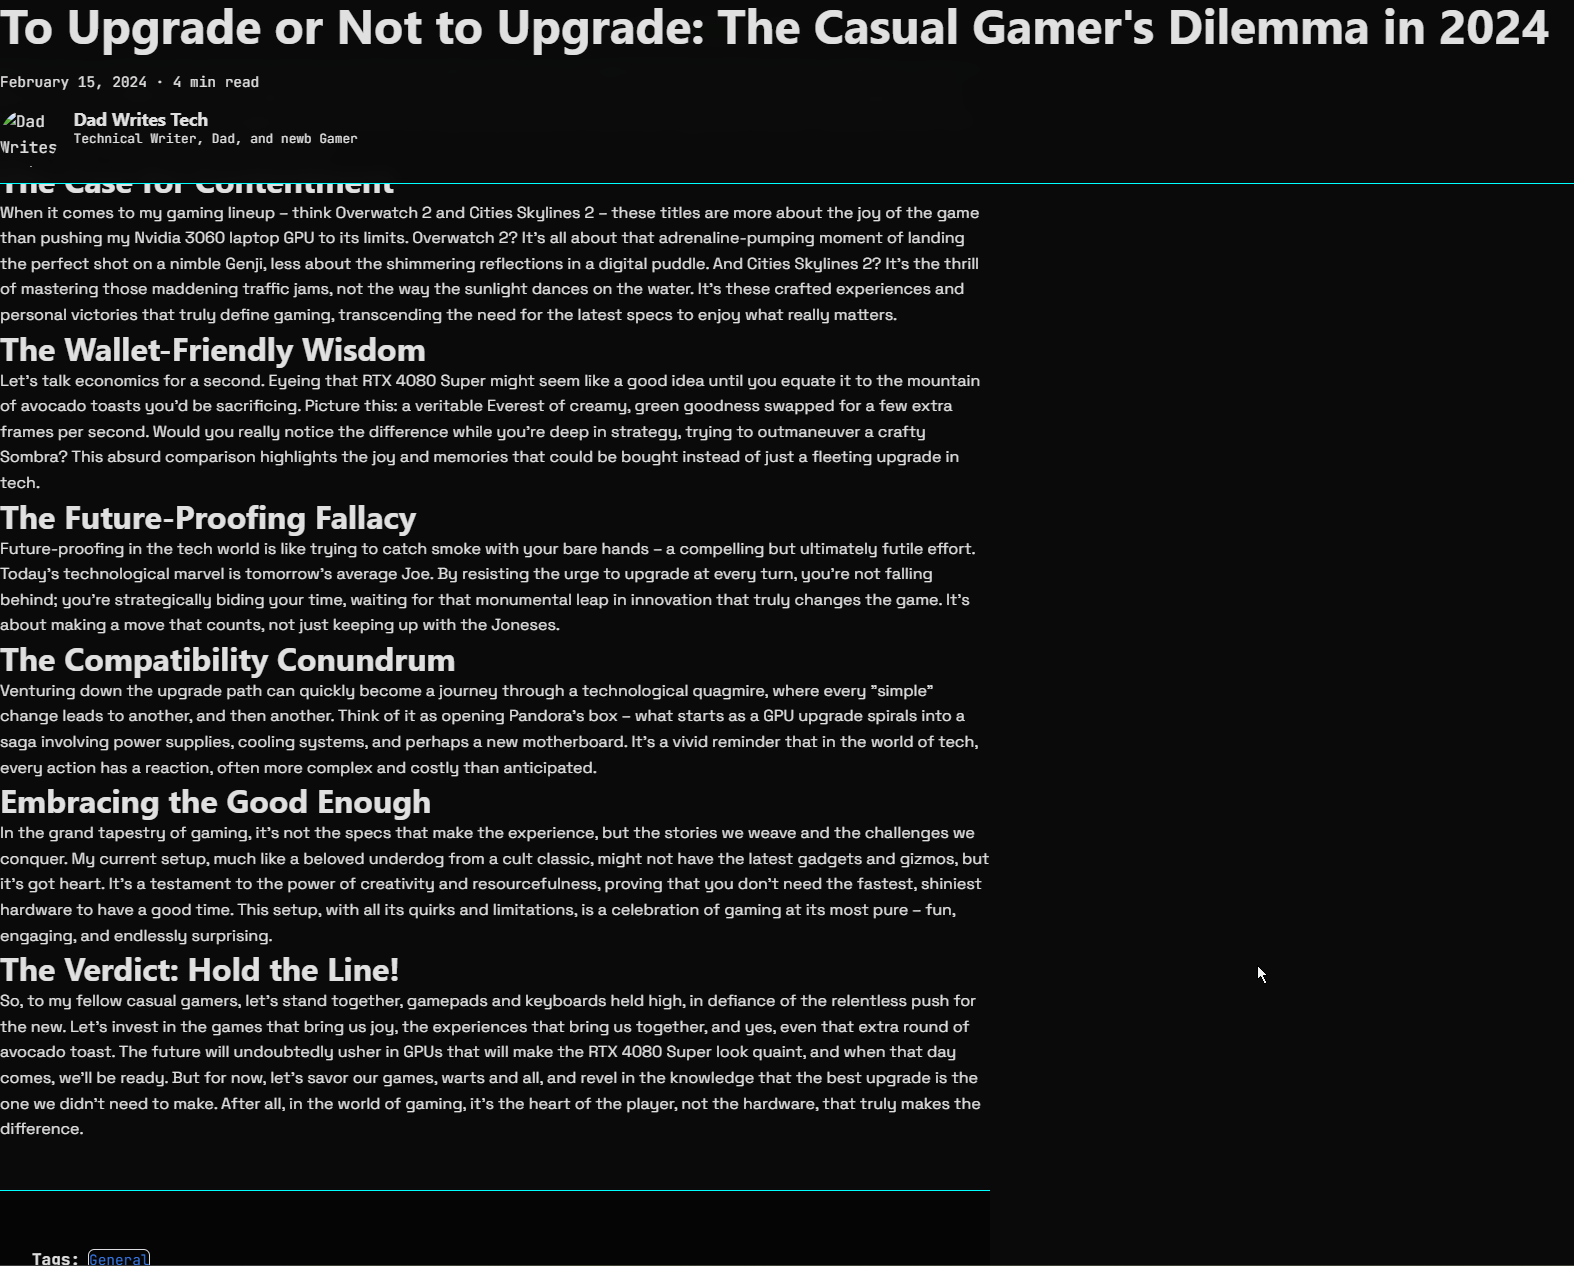 To Upgrade or Not to Upgrade: The Casual Gamer's Dilemma in 2024
February 15, 2024 · 4 min read
Dad
Writes
Dad Writes Tech
Technical Writer, Dad, and newb Gamer
The Case for Contentment
When it comes to my gaming lineup – think Overwatch 2 and Cities Skylines 2 – these titles are more about the joy of the game
than pushing my Nvidia 3060 laptop GPU to its limits. Overwatch 2? It's all about that adrenaline-pumping moment of landing
the perfect shot on a nimble Genji, less about the shimmering reflections in a digital puddle. And Cities Skylines 2? It's the thrill
of mastering those maddening traffic jams, not the way the sunlight dances on the water. It's these crafted experiences and
personal victories that truly define gaming, transcending the need for the latest specs to enjoy what really matters.
The Wallet-Friendly Wisdom
Let's talk economics for a second. Eyeing that RTX 4080 Super might seem like a good idea until you equate it to the mountain
of avocado toasts you'd be sacrificing. Picture this: a veritable Everest of creamy, green goodness swapped for a few extra
frames per second. Would you really notice the difference while you're deep in strategy, trying to outmaneuver a crafty
Sombra? This absurd comparison highlights the joy and memories that could be bought instead of just a fleeting upgrade in
tech.
The Future-Proofing Fallacy
Future-proofing in the tech world is like trying to catch smoke with your bare hands – a compelling but ultimately futile effort.
Today's technological marvel is tomorrow's average Joe. By resisting the urge to upgrade at every turn, you're not falling
behind; you're strategically biding your time, waiting for that monumental leap in innovation that truly changes the game. It's
about making a move that counts, not just keeping up with the Joneses.
The Compatibility Conundrum
Venturing down the upgrade path can quickly become a journey through a technological quagmire, where every "simple"
change leads to another, and then another. Think of it as opening Pandora's box – what starts as a GPU upgrade spirals into a
saga involving power supplies, cooling systems, and perhaps a new motherboard. It's a vivid reminder that in the world of tech,
every action has a reaction, often more complex and costly than anticipated.
Embracing the Good Enough
In the grand tapestry of gaming, it's not the specs that make the experience, but the stories we weave and the challenges we
conquer. My current setup, much like a beloved underdog from a cult classic, might not have the latest gadgets and gizmos, but
it's got heart. It's a testament to the power of creativity and resourcefulness, proving that you don't need the fastest, shiniest
hardware to have a good time. This setup, with all its quirks and limitations, is a celebration of gaming at its most pure – fun,
engaging, and endlessly surprising.
The Verdict: Hold the Line!
So, to my fellow casual gamers, let's stand together, gamepads and keyboards held high, in defiance of the relentless push for
the new. Let's invest in the games that bring us joy, the experiences that bring us together, and yes, even that extra round of
avocado toast. The future will undoubtedly usher in GPUs that will make the RTX 4080 Super look quaint, and when that day
comes, we'll be ready. But for now, let's savor our games, warts and all, and revel in the knowledge that the best upgrade is the
one we didn't need to make. After all, in the world of gaming, it's the heart of the player, not the hardware, that truly makes the
difference.
Tags: General